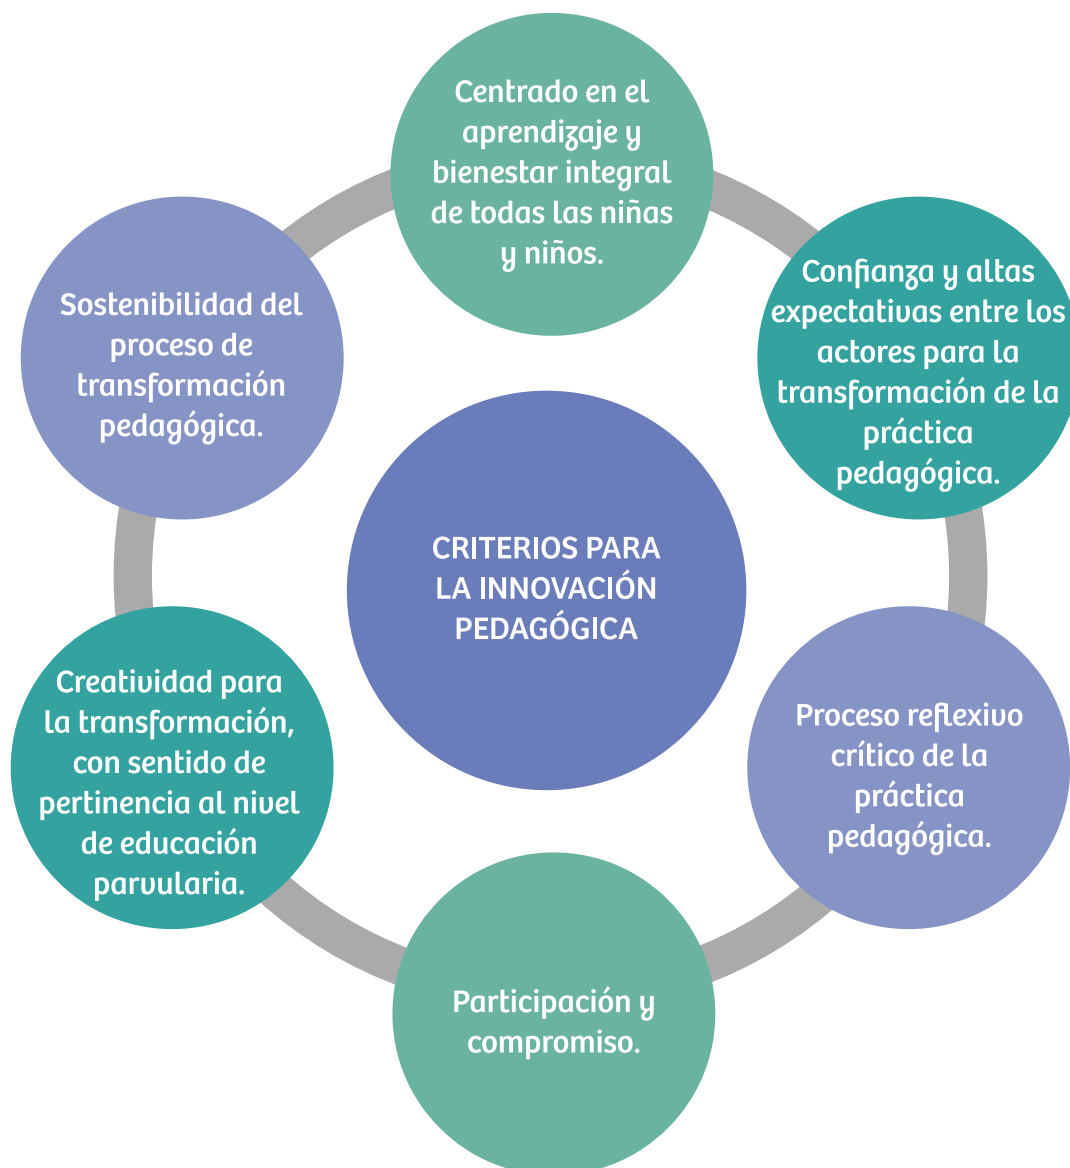 Centrado en el
aprendizaje y
bienestar integral
de todas las niñas
y niños.
Confianza y altas
expectativas entre los
actores para la
transformación de la
práctica
pedagógica.
Proceso reflexivo
crítico de la
práctica
pedagógica.
Participación y
compromiso.
Creatividad para
la transformación,
con sentido de
pertinencia al nivel
de educación
parvularia.
Sostenibilidad del
proceso de
transformación
pedagógica.
CRITERIOS PARA
LA INNOVACIÓN
PEDAGÓGICA